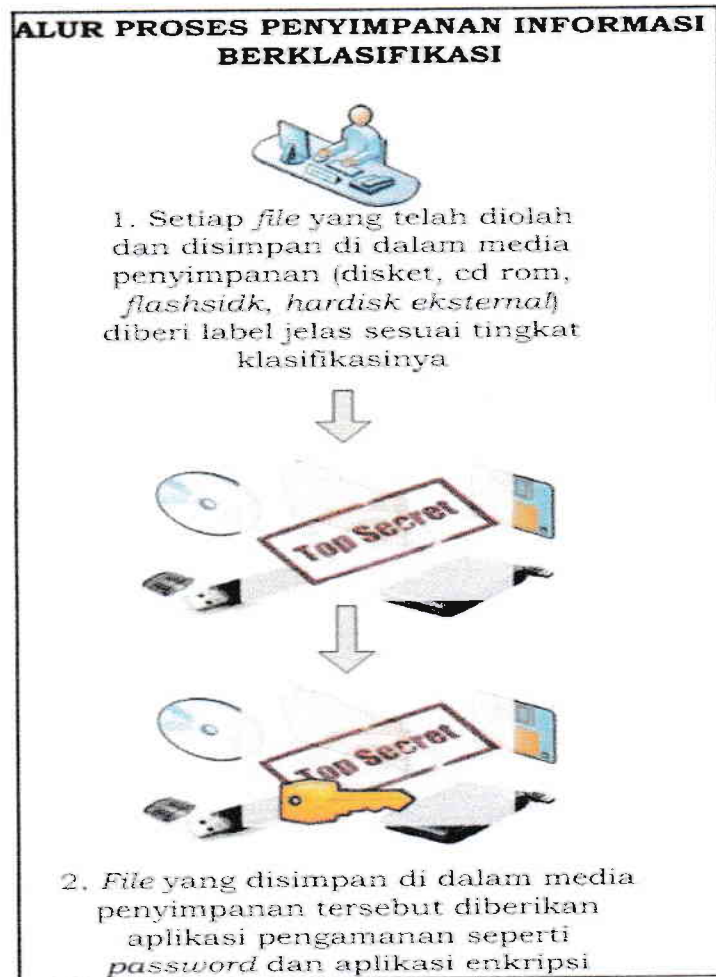 ALUR PROSES PENYIMPANAN INFORMASI
BERKLASIFIKASI
1. Setiap file yang telah diolah
dan disimpan di dalam media
penyimpanan (disket, cd rom,
flashsidk, hardisk eksternal)
diberi label jelas sesuai tingkat
klasifikasinya
Top Secret
Top Secret
2. File yang disimpan di dalam media
penyimpanan tersebut diberikan
aplikasi pengamanan seperti
password dan aplikasi enkripsi